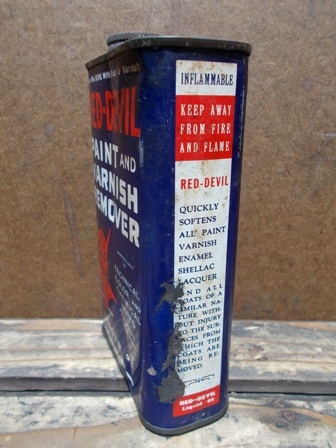 RED-DEVIL
PAINT AND
VARNISH
REMOVER
INFLAMMABLE
KEEP AWAY
FROM FIRE
AND FLAME
RED-DEVIL
QUICKLY
SOFTENS
ALL PAINT
VARNISH
ENAMEL
SHELLAC
LACQUER
AND ALL
COATS OF A
SIMILAR NA-
TURE WITH-
OUT INJURY
TO THE SUR-
FACES FROM
WHICH THE
COATS ARE
BEING RE-
MOVED.
RED-DEVIL
Liquid 99